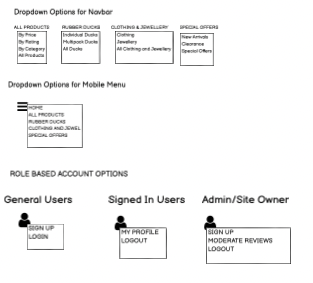 Dropdown Options for Navbar
ALL PRODUCTS
By Price
By Rating
By Category
All Products
RUBBER DUCKS
Individual Ducks
Multipack Ducks
All Ducks
CLOTHING & JEWELLERY
Clothing
Jewellery
All Clothing and Jewellery
SPECIAL OFFERS
New Arrivals
Clearance
Special Offers
Dropdown Options for Mobile Menu
HOME
ALL PRODUCTS
RUBBER DUCKS
CLOTHING AND JEWEL
SPECIAL OFFERS
ROLE BASED ACCOUNT OPTIONS
General Users
SIGN UP
LOGIN
Signed In Users
MY PROFILE
LOGOUT
Admin/Site Owner
SIGN UP
MODERATE REVIEWS
LOGOUT